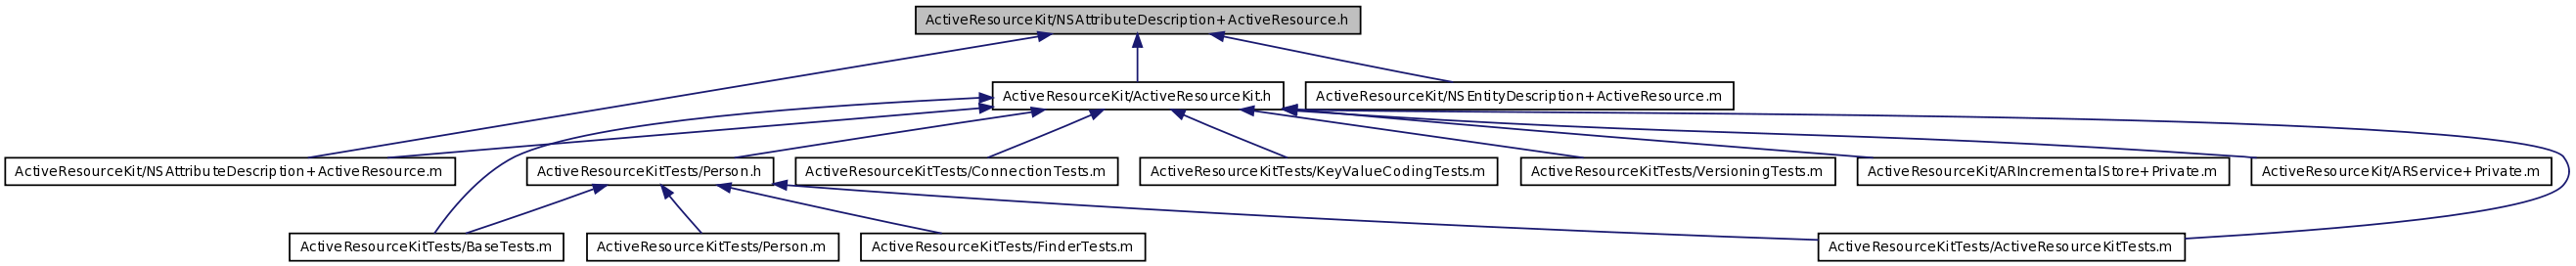 ActiveResourceKit/NSAttributeDescription+ActiveResource.h
ActiveResourceKit/ActiveResourceKit.h
ActiveResourceKit/NSEntityDescription+ActiveResource.m
ActiveResourceKit/NSAttributeDescription+ActiveResource.m
ActiveResourceKitTests/Person.h
ActiveResourceKitTests/ConnectionTests.m
ActiveResourceKitTests/KeyValueCodingTests.m
ActiveResourceKitTests/VersioningTests.m
ActiveResourceKit/ARIncrementalStore+Private.m
ActiveResourceKit/ARService+Private.m
ActiveResourceKitTests/BaseTests.m
ActiveResourceKitTests/Person.m
ActiveResourceKitTests/FinderTests.m
ActiveResourceKitTests/ActiveResourceKitTests.m